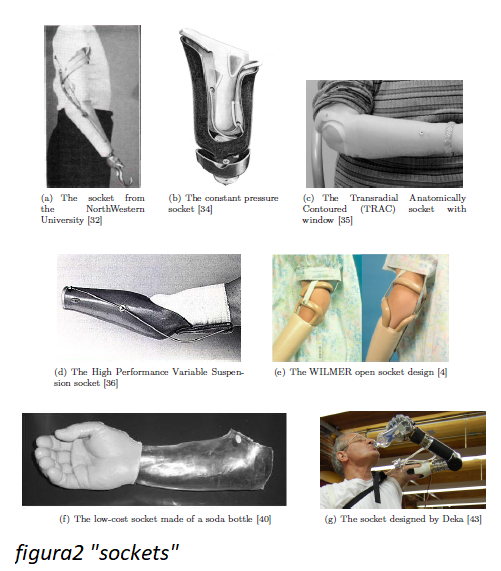 (a) The socket from
the NorthWestern
University [32]
(b) The constant pressure
socket [34]
(c) The Transradial Anatomically
Contoured (TRAC) socket with
window [35]
(d) The High Performance Variable Suspen-
sion socket [36]
(e) The WILMER open socket design [4]
(f) The low-cost socket made of a soda bottle [40]
(g) The socket designed by Deka [43]
figura2 "sockets"